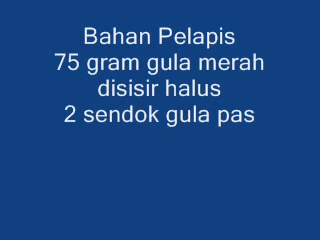 Bahan Pelapis
75 gram gula merah
disisir halus
2 sendok gula pas